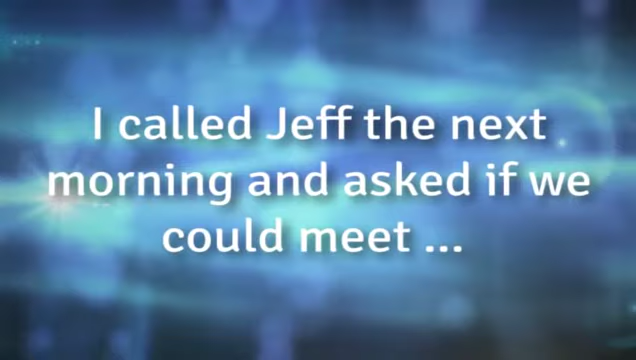 I called Jeff the next
morning and asked if we
could meet ...